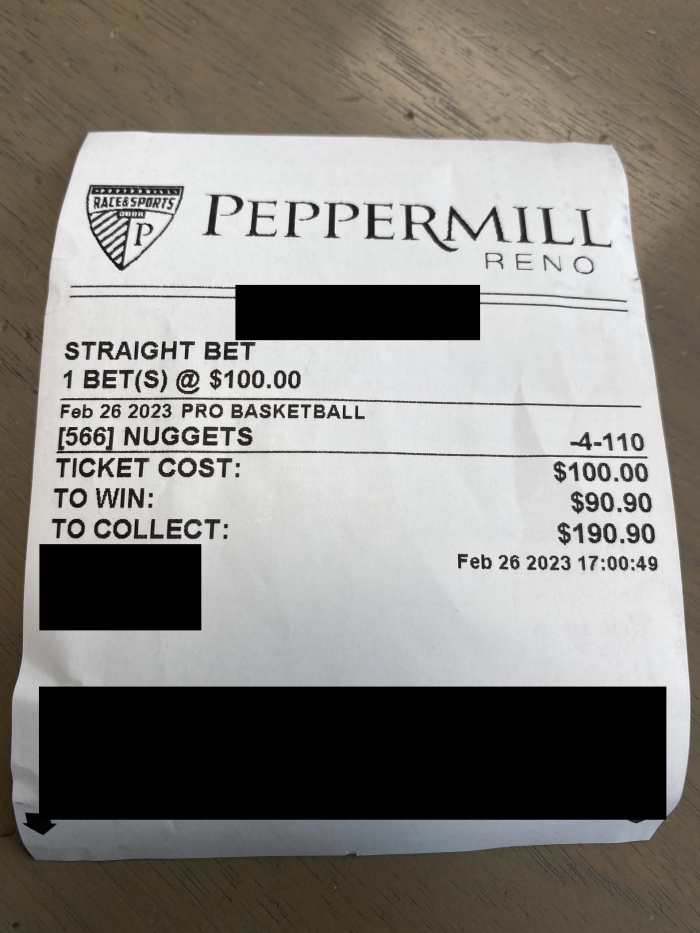 PEPPERMILL
RACE & SPORTS
BOOK
P
PEPPERMILL
RENO
STRAIGHT BET
1 BET(S) @ $100.00
Feb 26 2023 PRO BASKETBALL
[566] NUGGETS -4-110
TICKET COST: $100.00
TO WIN: $90.90
TO COLLECT: $190.90
Feb 26 2023 17:00:49